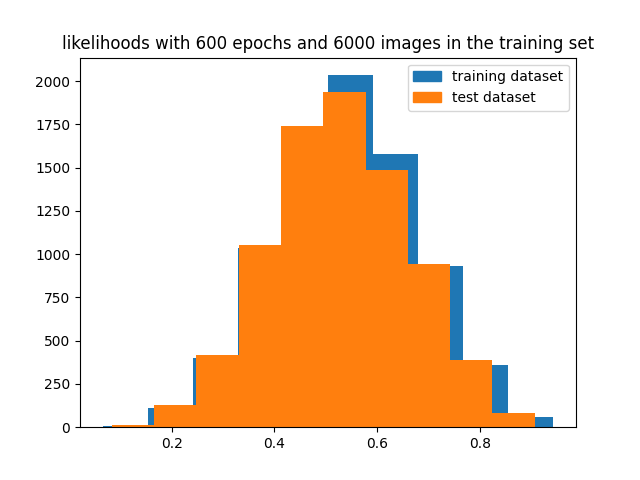 likelihoods with 600 epochs and 6000 images in the training set
training dataset
test dataset
2000
1750
1500
1250
1000
750
500
250
0
0.2 0.4 0.6 0.8